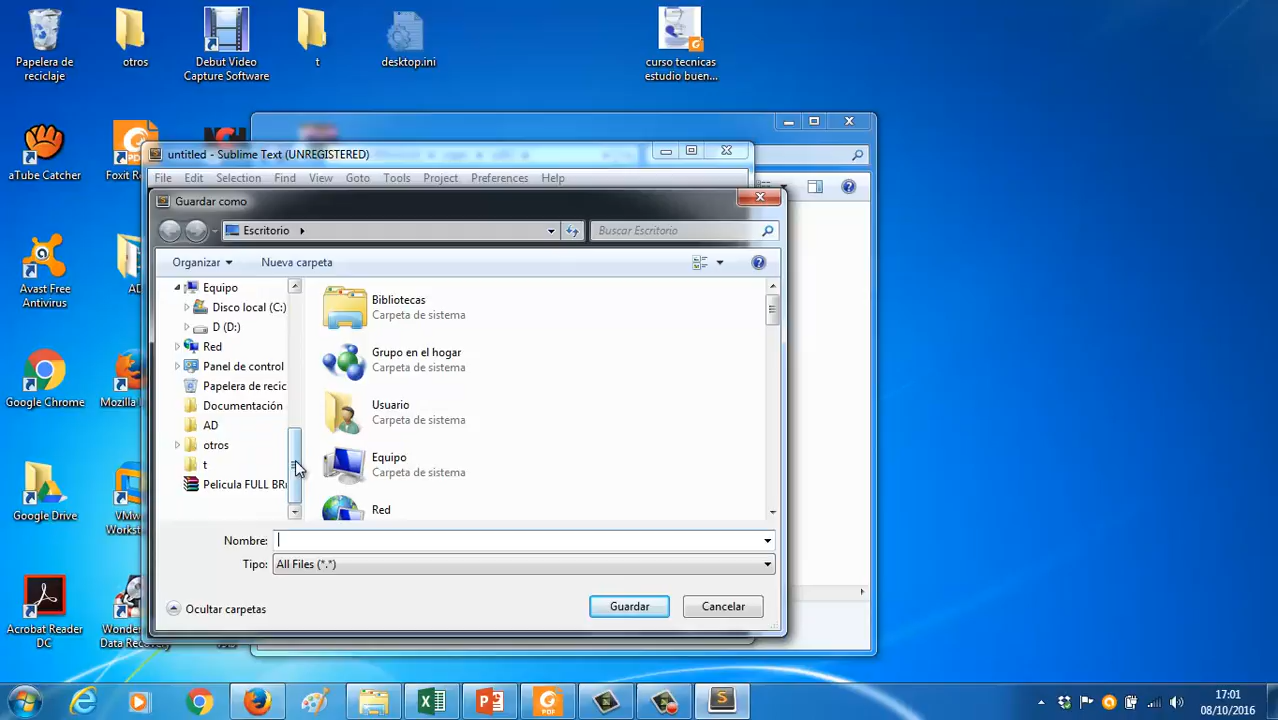 Papelera de
reciclaje
otros
Debut Video
Capture Software
t
desktop.ini
curso tecnicas
estudio buen...
aTube Catcher
Foxit Re
Avast Free
Antivirus
AD
Google Chrome
Mozilla
Google Drive
VMw
Workst
Acrobat Reader
DC
Wonder
Data Recovery
untitled - Sublime Text (UNREGISTERED)
File Edit Selection Find View Goto Tools Project Preferences Help
Guardar como
Escritorio
Buscar Escritorio
Organizar
Nueva carpeta
Equipo
Disco local (C:)
D (D:)
Red
Panel de control
Papelera de recic
Documentación
AD
otros
t
Pelicula FULL BR
Bibliotecas
Carpeta de sistema
Grupo en el hogar
Carpeta de sistema
Usuario
Carpeta de sistema
Equipo
Carpeta de sistema
Red
Nombre:
Tipo: All Files (*.*)
Ocultar carpetas
Guardar
Cancelar
17:01
08/10/2016